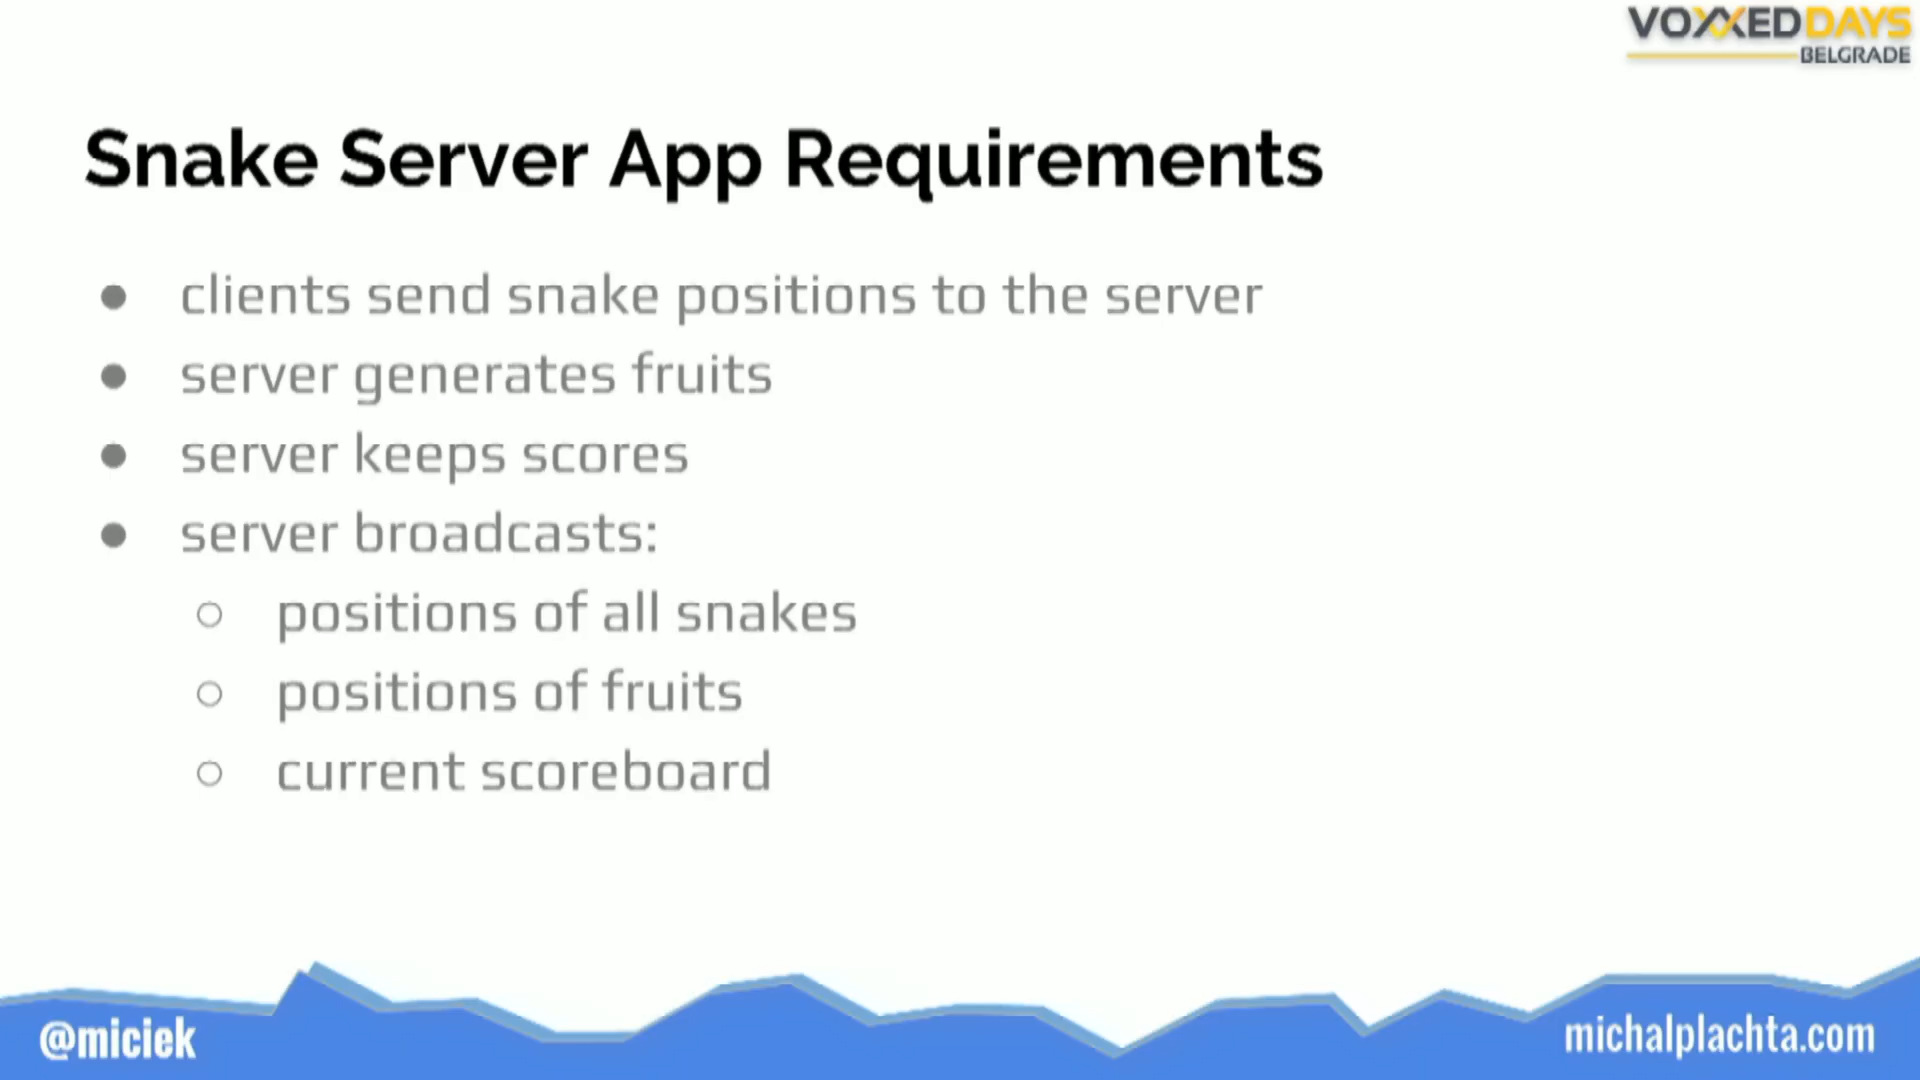 VOXXEDDAYS
BELGRADE
Snake Server App Requirements
● clients send snake positions to the server
● server generates fruits
● server keeps scores
● server broadcasts:
○ positions of all snakes
○ positions of fruits
○ current scoreboard
@miciek
michalplachta.com